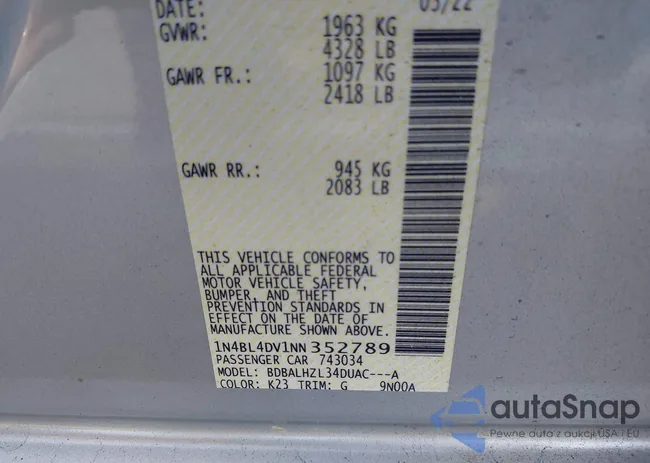 DATE: 03/22
GVWR: 1963 KG
4328 LB
GAWR FR.: 1097 KG
2418 LB
GAWR RR.: 945 KG
2083 LB
THIS VEHICLE CONFORMS TO
ALL APPLICABLE FEDERAL
MOTOR VEHICLE SAFETY,
BUMPER, AND THEFT
PREVENTION STANDARDS IN
EFFECT ON THE DATE OF
MANUFACTURE SHOWN ABOVE.
1N4BL4DV1NN352789
PASSENGER CAR 743034
MODEL: BDBALHZL34DUAC---A
COLOR: K23 TRIM: G 9N00A
autaSnap
Pewne auta z aukcji USA i EU